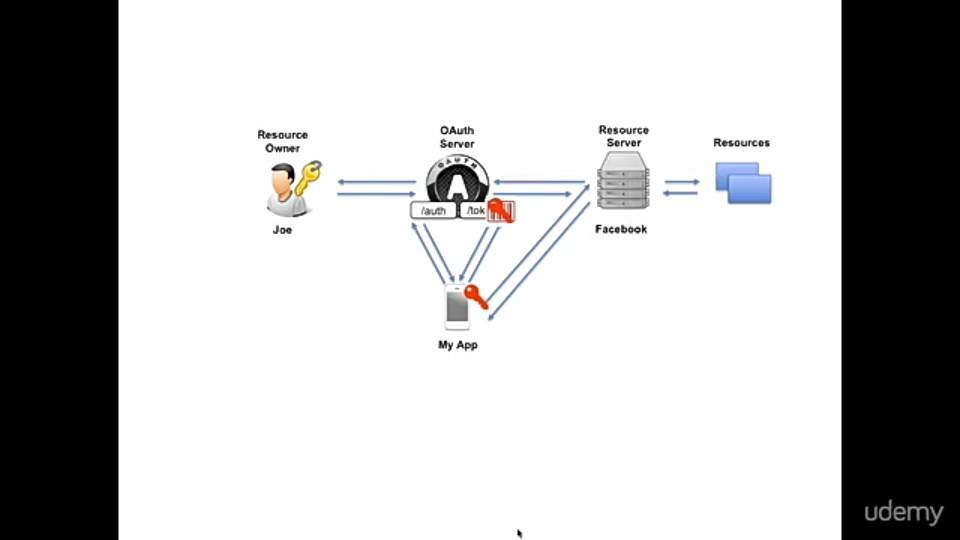 Resource
Owner
OAuth
Server
Resource
Server
Resources
OAUTH
A
/auth
/tok
Joe
Facebook
My App
udemy